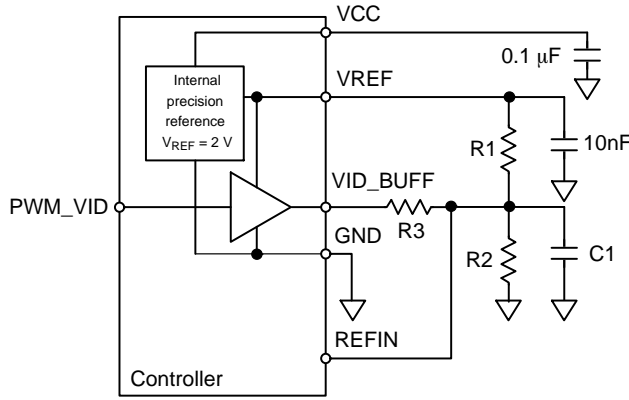 VCC
0.1 μF
Internal
precision
reference
V_REF = 2 V
VREF
R1
10nF
PWM_VID
VID_BUFF
R3
GND
R2
C1
REFIN
Controller